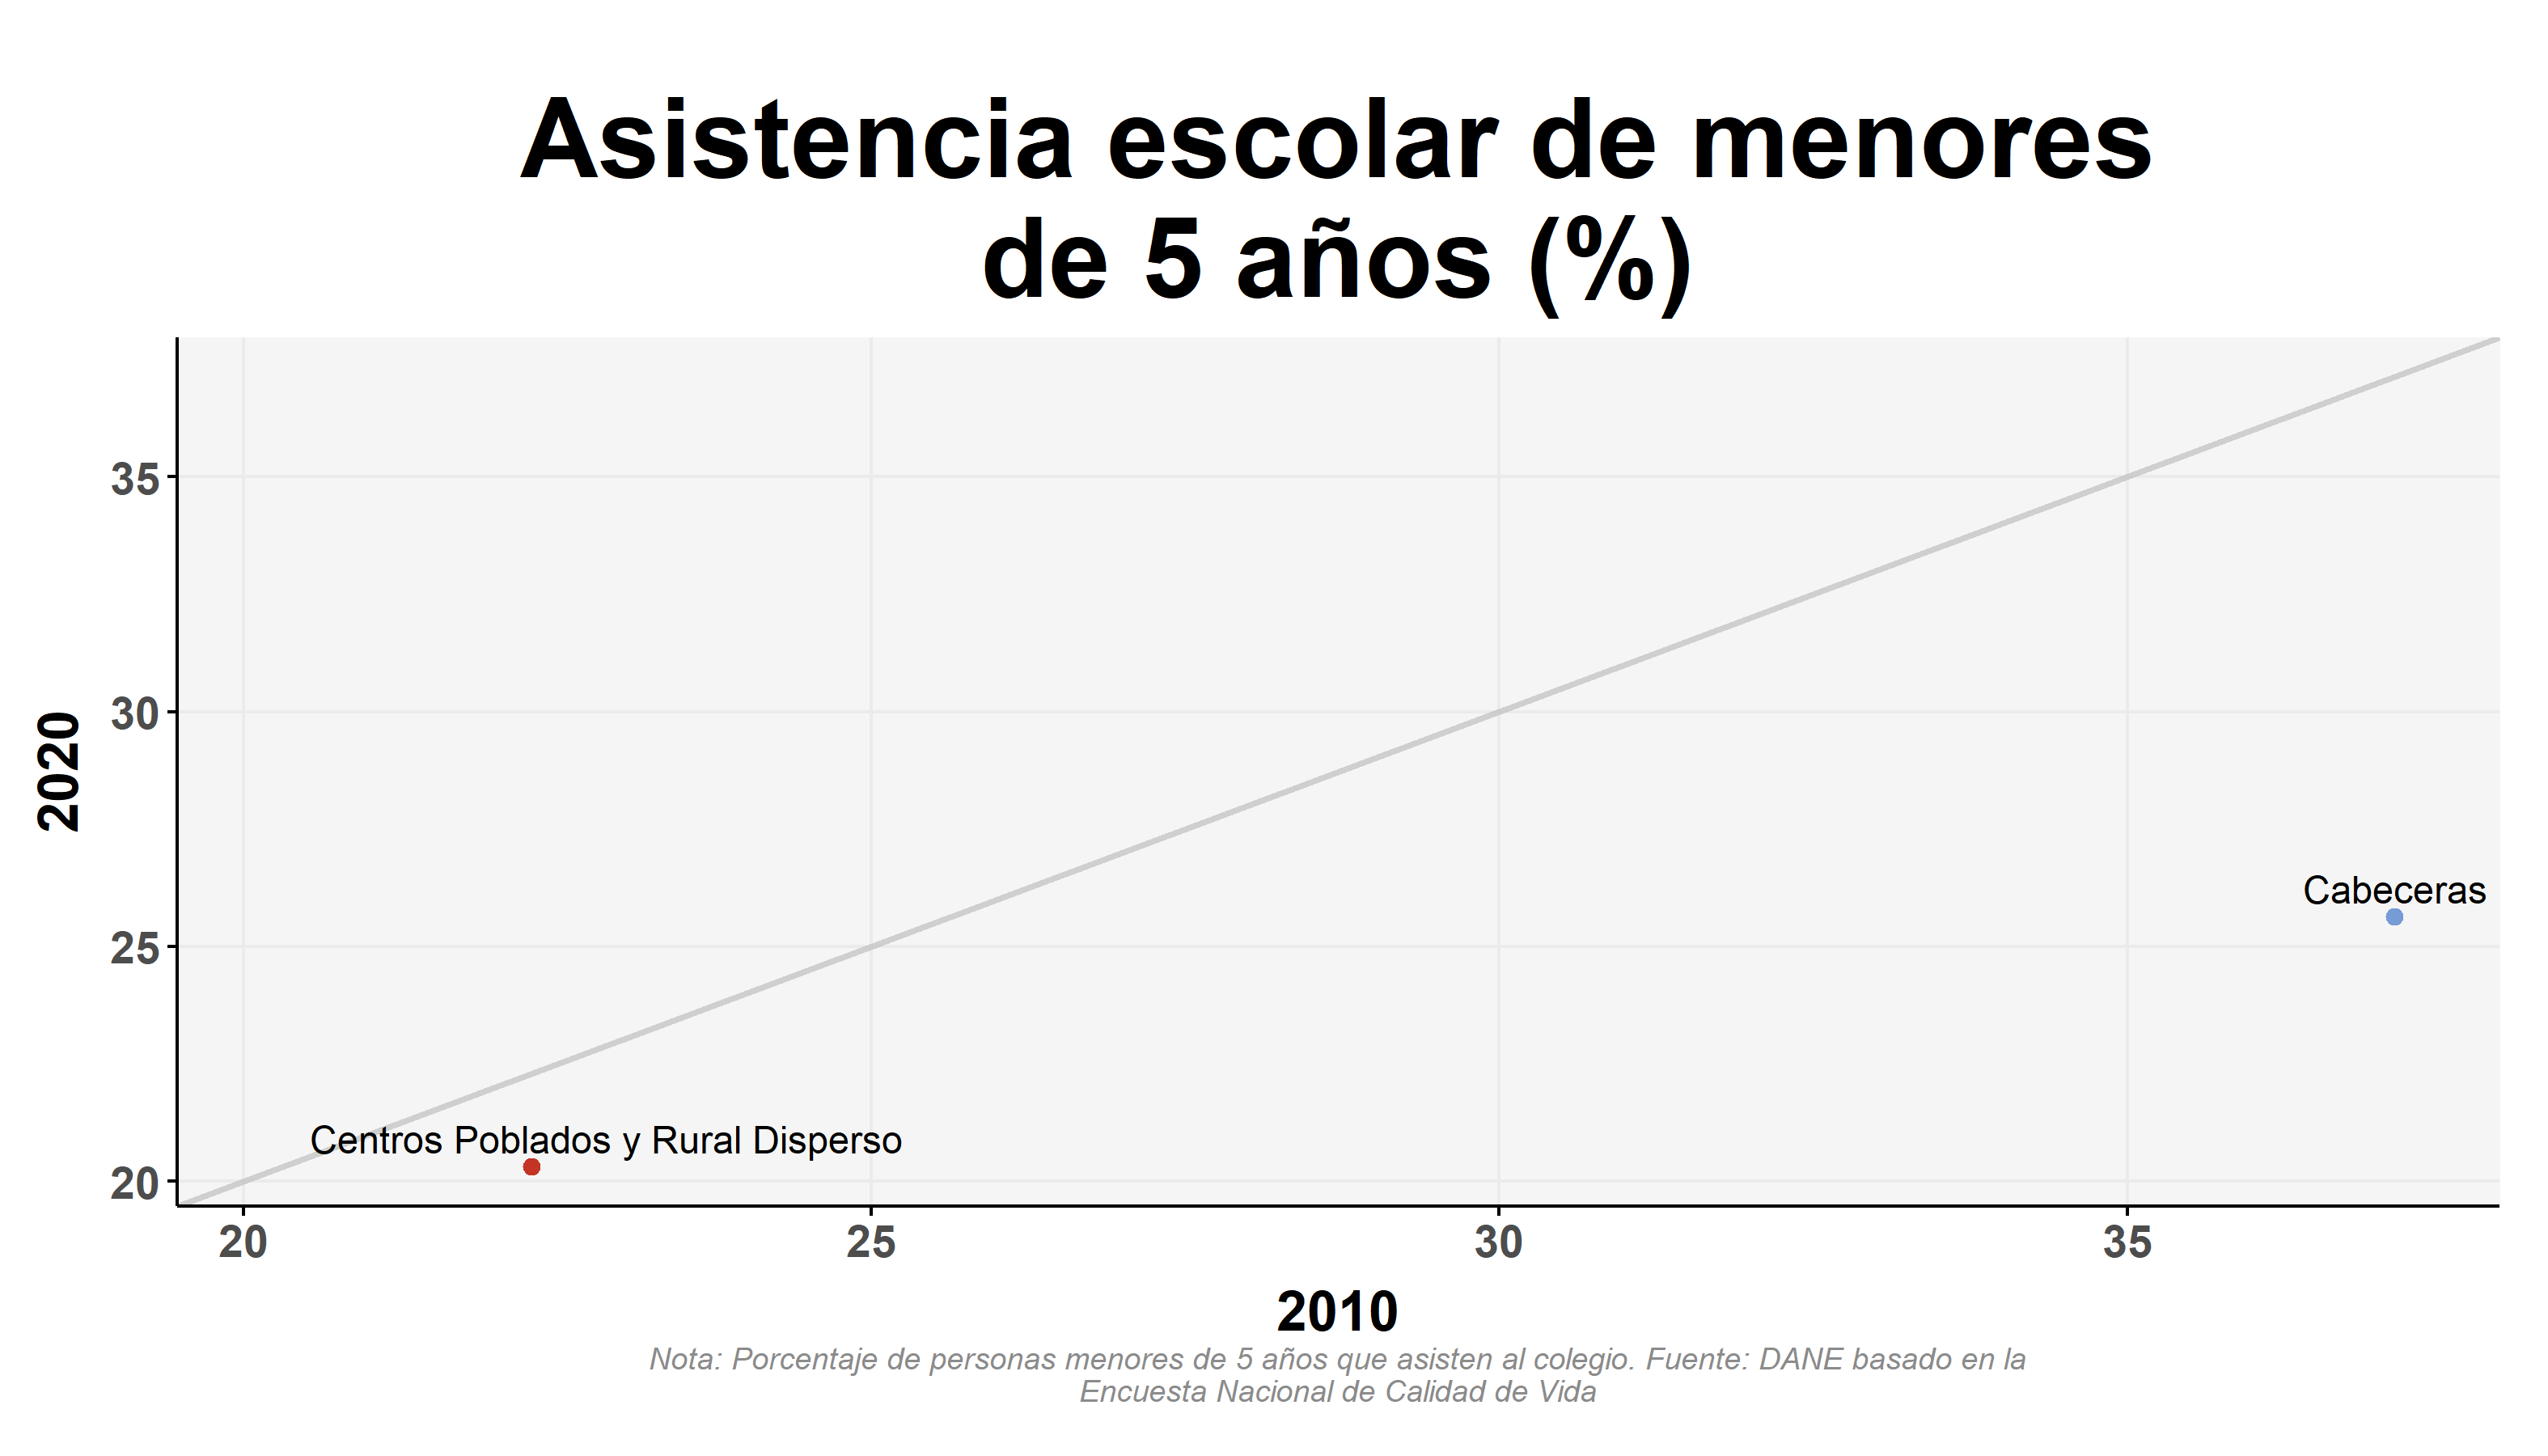 Asistencia escolar de menores
de 5 años (%)
35
30
25
20
2020
Cabeceras
Centros Poblados y Rural Disperso
20
25
30
35
2010
Nota: Porcentaje de personas menores de 5 años que asisten al colegio. Fuente: DANE basado en la
Encuesta Nacional de Calidad de Vida